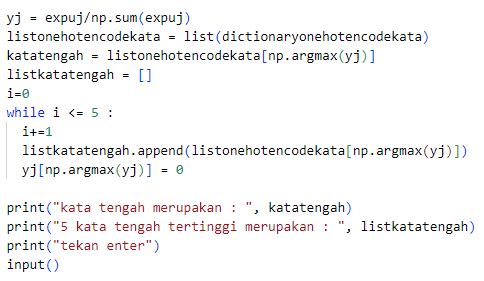 yj = expuj/np.sum(expuj)
listonehotencodekata = list(dictionaryonehotencodekata)
katatengah = listonehotencodekata[np.argmax(yj)]
listkatatengah = []
i=0
while i <= 5 :
  i+=1
  listkatatengah.append(listonehotencodekata[np.argmax(yj)])
  yj[np.argmax(yj)] = 0

print("kata tengah merupakan : ", katatengah)
print("5 kata tengah tertinggi merupakan : ", listkatatengah)
print("tekan enter")
input()